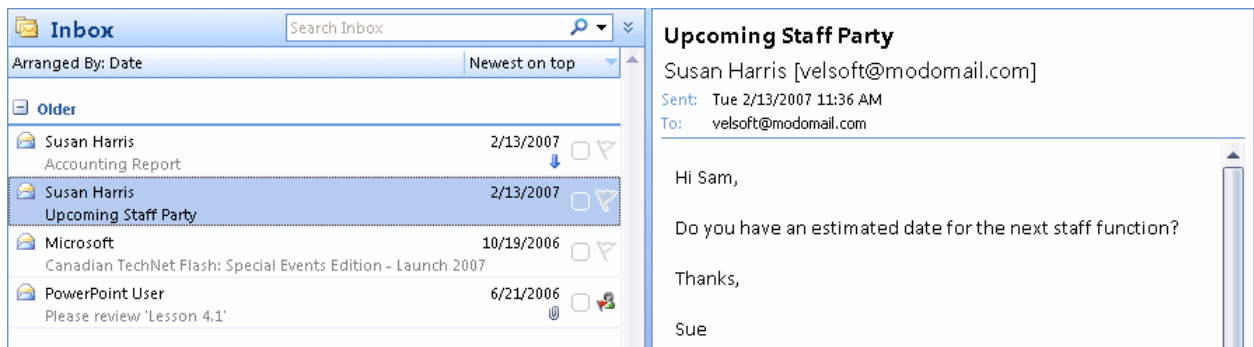 Inbox
Search Inbox
Arranged By: Date
Newest on top
Older
Susan Harris 2/13/2007
Accounting Report
Susan Harris 2/13/2007
Upcoming Staff Party
Microsoft 10/19/2006
Canadian TechNet Flash: Special Events Edition - Launch 2007
PowerPoint User 6/21/2006
Please review 'Lesson 4.1'
Upcoming Staff Party
Susan Harris [velsoft@modomail.com]
Sent: Tue 2/13/2007 11:36 AM
To: velsoft@modomail.com
Hi Sam,
Do you have an estimated date for the next staff function?
Thanks,
Sue